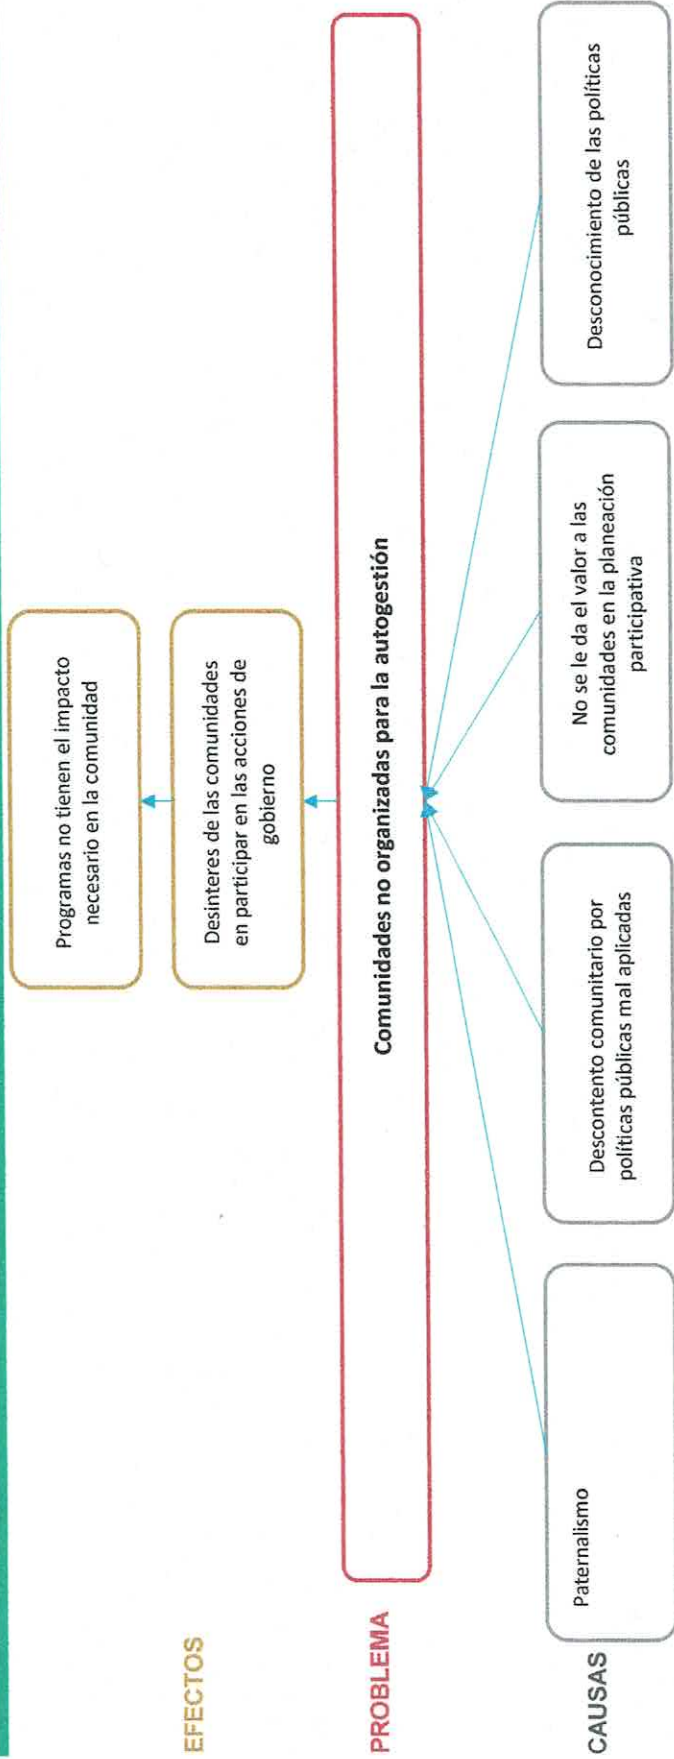 Programas no tienen el impacto
necesario en la comunidad
EFECTOS
Desinteres de las comunidades
en participar en las acciones de
gobierno
PROBLEMA
Comunidades no organizadas para la autogestión
CAUSAS
Paternalismo
Descontento comunitario por
políticas públicas mal aplicadas
No se le da el valor a las
comunidades en la planeación
participativa
Desconocimiento de las políticas
públicas